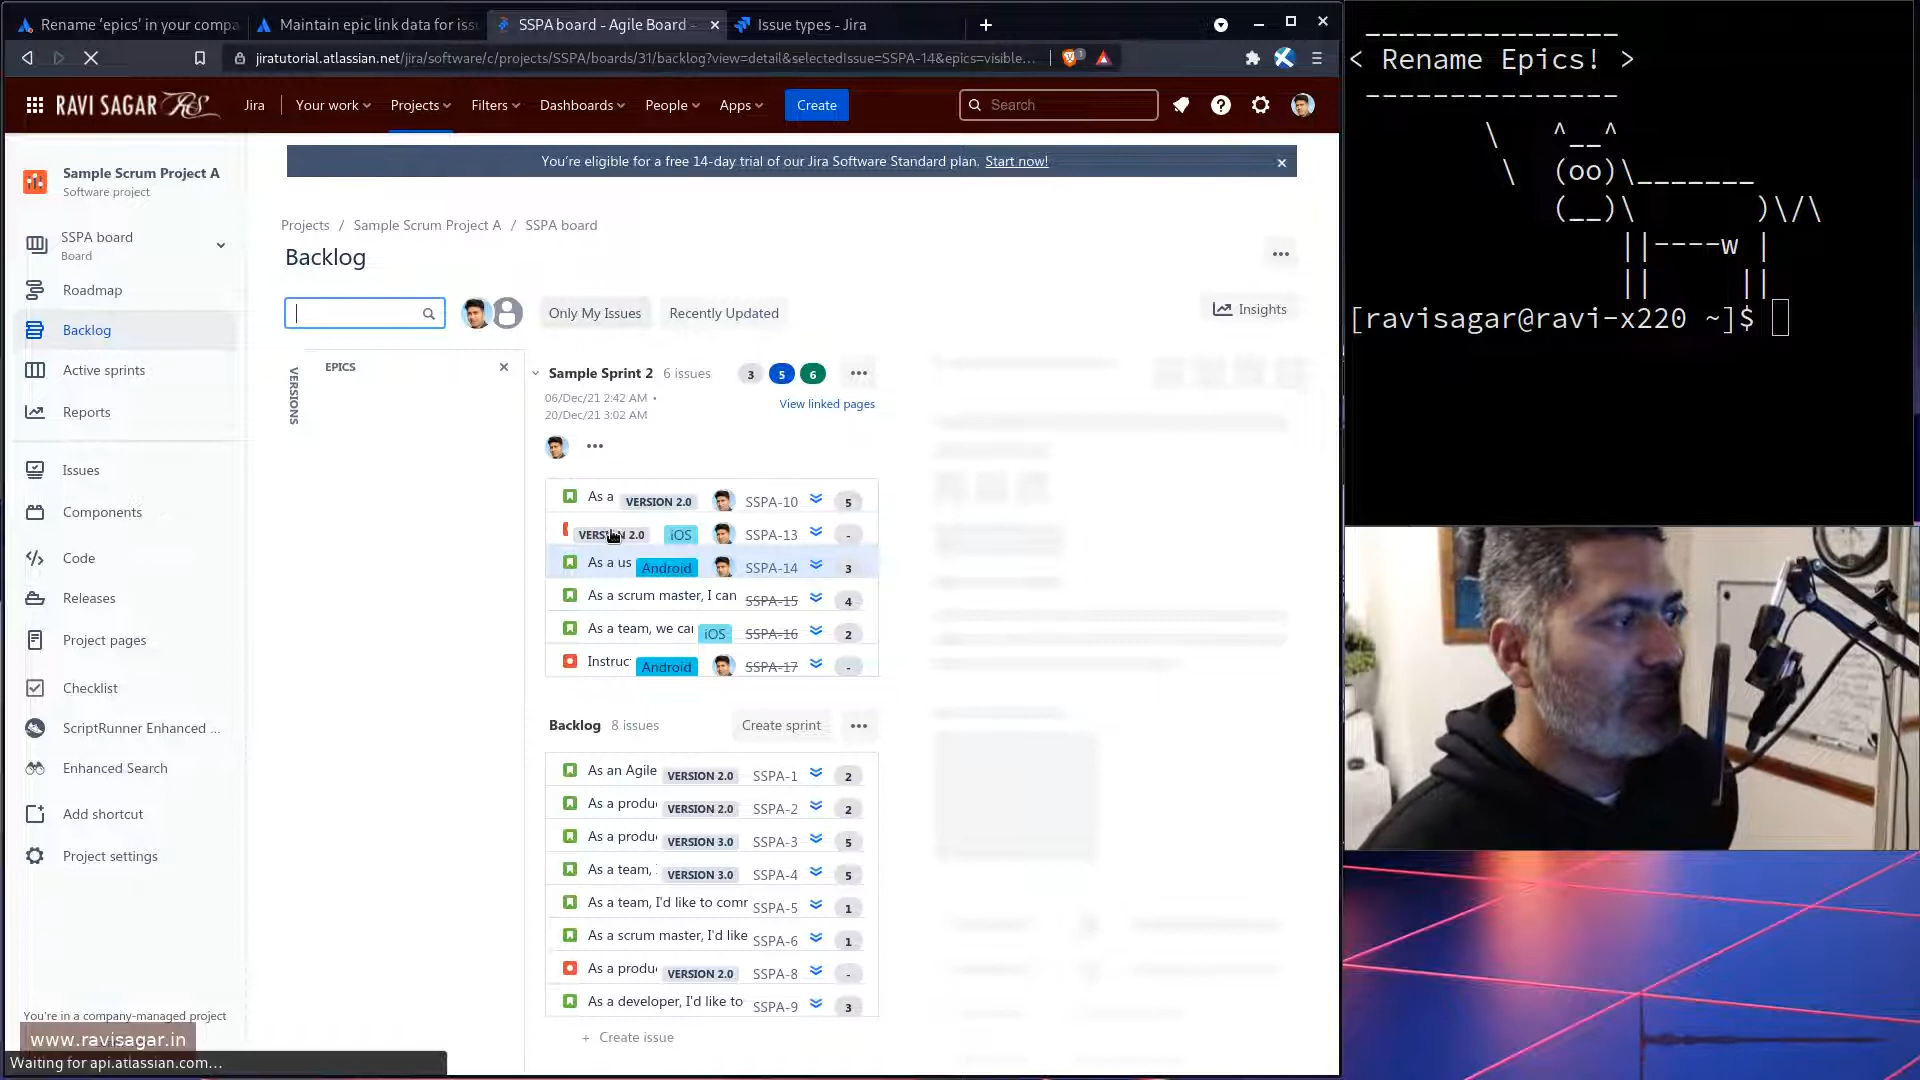 Rename 'epics' in your compa
Maintain epic link data for iss
SSPA board - Agile Board -
Issue types - Jira
jiratutorial.atlassian.net/jira/software/c/projects/SSPA/boards/31/backlog?view=detail&selectedIssue=SSPA-14&epics=visible...
RAVI SAGAR RS
Jira
Your work
Projects
Filters
Dashboards
People
Apps
Create
Search
You're eligible for a free 14-day trial of our Jira Software Standard plan. Start now!
Sample Scrum Project A
Software project
SSPA board
Board
Roadmap
Backlog
Active sprints
Reports
Issues
Components
Code
Releases
Project pages
Checklist
ScriptRunner Enhanced ...
Enhanced Search
Add shortcut
Project settings
You're in a company-managed project
www.ravisagar.in
Waiting for api.atlassian.com...
Projects / Sample Scrum Project A / SSPA board
Backlog
Only My Issues
Recently Updated
Insights
VERSIONS
EPICS
Sample Sprint 2 6 issues 3 5 6
06/Dec/21 2:42 AM •
20/Dec/21 3:02 AM
View linked pages
As a VERSION 2.0 SSPA-10 5
VERSION 2.0 iOS SSPA-13 -
As a us Android SSPA-14 3
As a scrum master, I can SSPA-15 4
As a team, we car iOS SSPA-16 2
Instruc Android SSPA-17 -
Backlog 8 issues Create sprint
As an Agile VERSION 2.0 SSPA-1 2
As a produ VERSION 2.0 SSPA-2 2
As a produ VERSION 3.0 SSPA-3 5
As a team, VERSION 3.0 SSPA-4 5
As a team, I'd like to comr SSPA-5 1
As a scrum master, I'd like SSPA-6 1
As a produ VERSION 2.0 SSPA-8 -
As a developer, I'd like to SSPA-9 3
+ Create issue
_______________
< Rename Epics! >
---------------
\ ^__^
\ (oo)\_______
(__)\ )\/\
||----w |
|| ||
[ravisagar@ravi-x220 ~]$